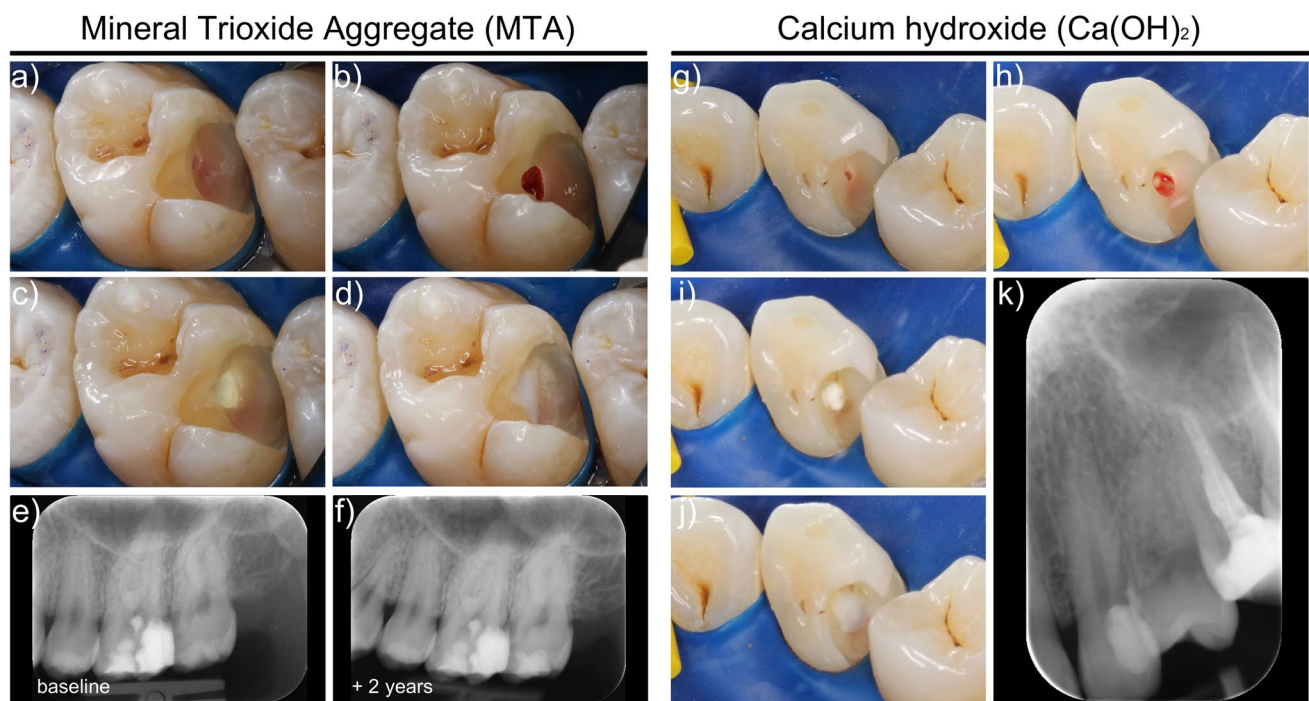 Mineral Trioxide Aggregate (MTA)
Calcium hydroxide (Ca(OH)₂)
a)
b)
g)
h)
c)
d)
i)
k)
e)
baseline
f)
+ 2 years
j)